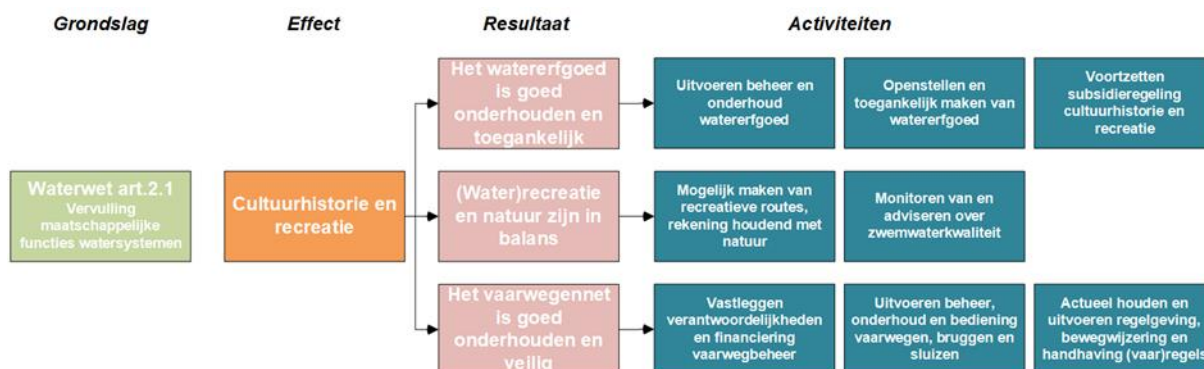 Grondslag
Effect
Resultaat
Activiteiten
Het watererfgoed
is goed
onderhouden en
toegankelijk
Uitvoeren beheer en
onderhoud
watererfgoed
Openstellen en
toegankelijk maken van
watererfgoed
Voortzetten
subsidieregeling
cultuurhistorie en
recreatie
Waterwet art.2.1
Vervulling
maatschappelijke
functies watersystemen
Cultuurhistorie en
recreatie
(Water)recreatie
en natuur zijn in
balans
Mogelijk maken van
recreatieve routes,
rekening houdend met
natuur
Monitoren van en
adviseren over
zwemwaterkwaliteit
Het vaarwegennet
is goed
onderhouden en
veilig
Vastleggen
verantwoordelijkheden
en financiering
vaarwegbeheer
Uitvoeren beheer,
onderhoud en bediening
vaarwegen, bruggen en
sluizen
Actueel houden en
uitvoeren regelgeving,
bewegwijzering en
handhaving (vaar)regels